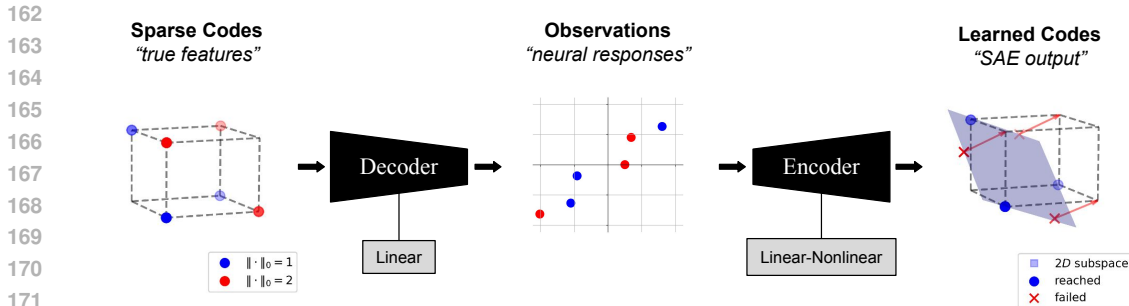 162
163
164
165
166
167
168
169
170
171
Sparse Codes
“true features”
Observations
“neural responses”
Learned Codes
“SAE output”
Decoder
Encoder
Linear
Linear-Nonlinear
‖ · ‖₀ = 1
‖ · ‖₀ = 2
2D subspace
reached
failed